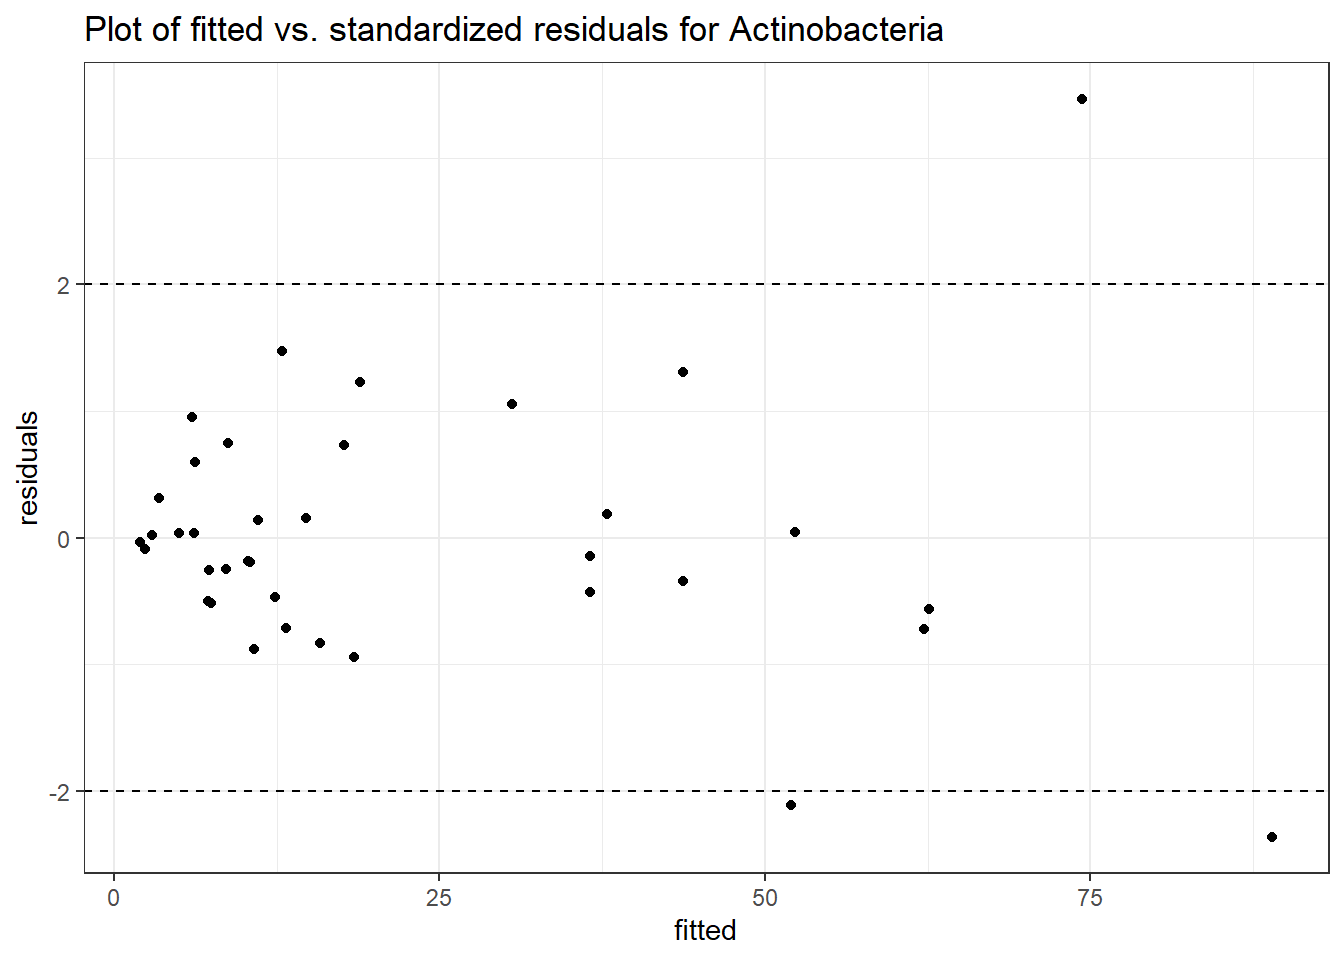 Plot of fitted vs. standardized residuals for Actinobacteria
residuals
2
0
-2
0 25 50 75
fitted